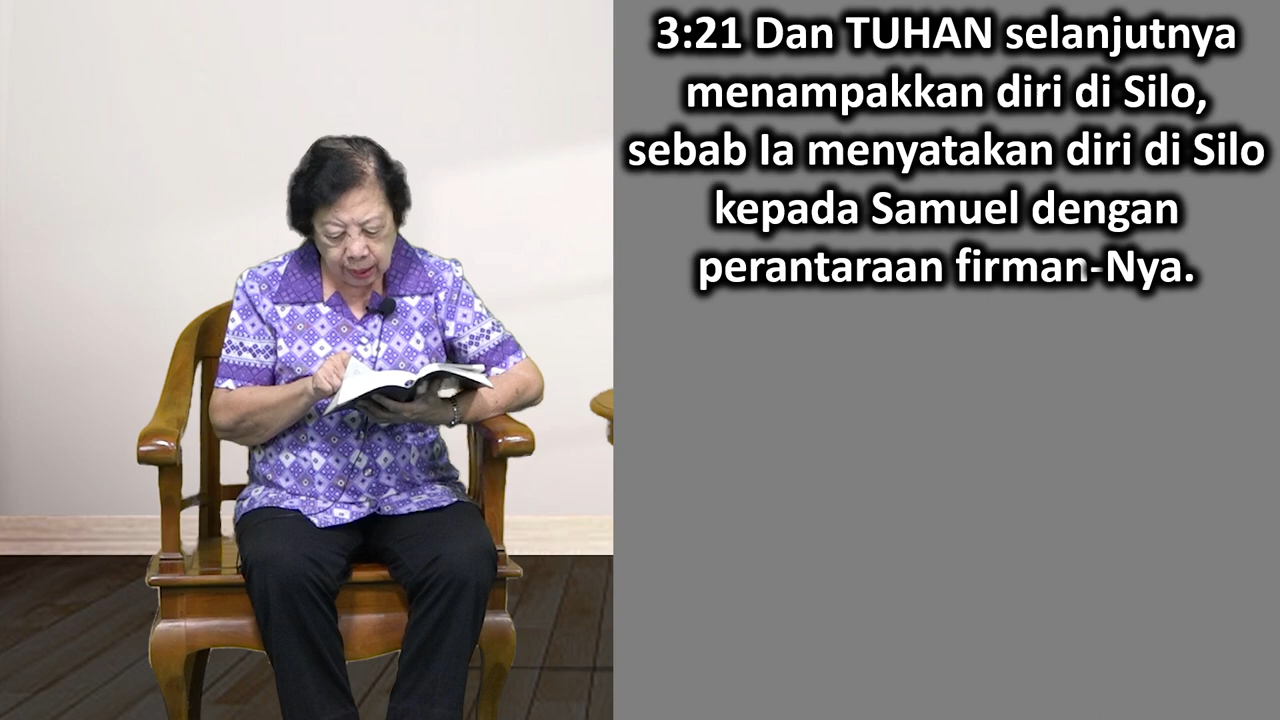 3:21 Dan TUHAN selanjutnya
menampakkan diri di Silo,
sebab Ia menyatakan diri di Silo
kepada Samuel dengan
perantaraan firman-Nya.